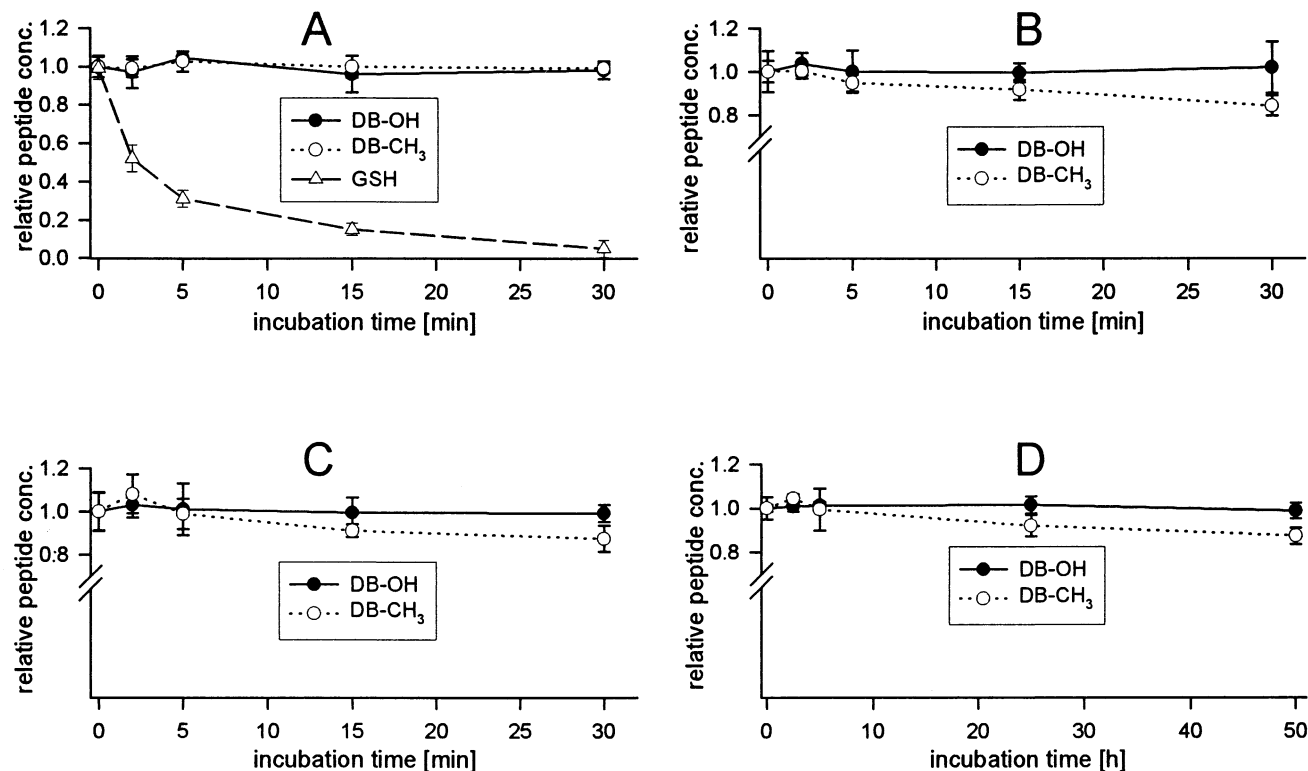 A
relative peptide conc.
1.2
1.0
0.8
0.6
0.4
0.2
0.0
DB-OH
DB-CH₃
GSH
0 5 10 15 20 25 30
incubation time [min]
B
relative peptide conc.
1.2
1.0
0.8
DB-OH
DB-CH₃
0 5 10 15 20 25 30
incubation time [min]
C
relative peptide conc.
1.2
1.0
0.8
DB-OH
DB-CH₃
0 5 10 15 20 25 30
incubation time [min]
D
relative peptide conc.
1.2
1.0
0.8
DB-OH
DB-CH₃
0 10 20 30 40 50
incubation time [h]